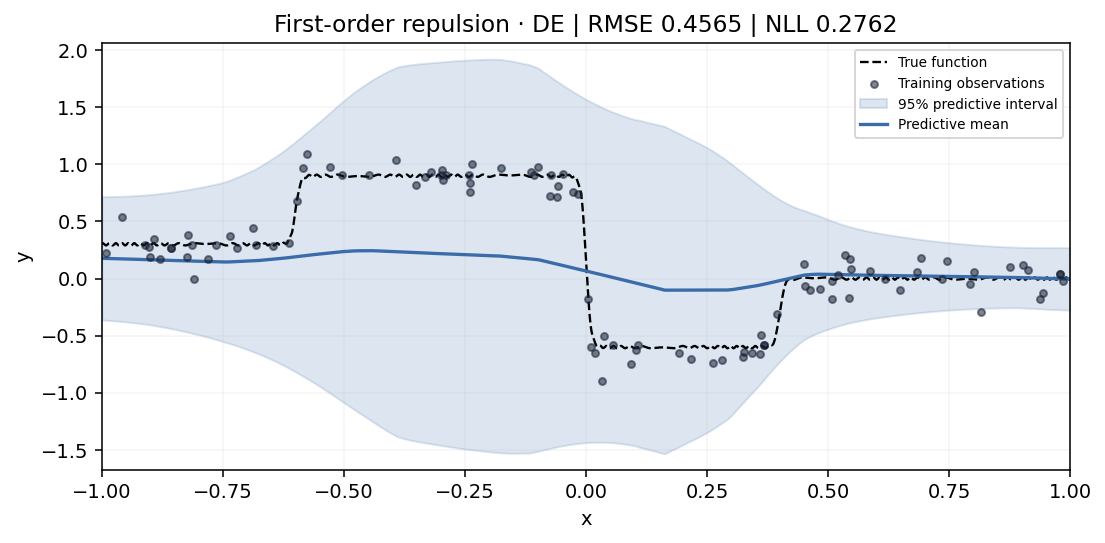 First-order repulsion · DE | RMSE 0.4565 | NLL 0.2762
True function
Training observations
95% predictive interval
Predictive mean
y
2.0
1.5
1.0
0.5
0.0
−0.5
−1.0
−1.5
−1.00 −0.75 −0.50 −0.25 0.00 0.25 0.50 0.75 1.00
x